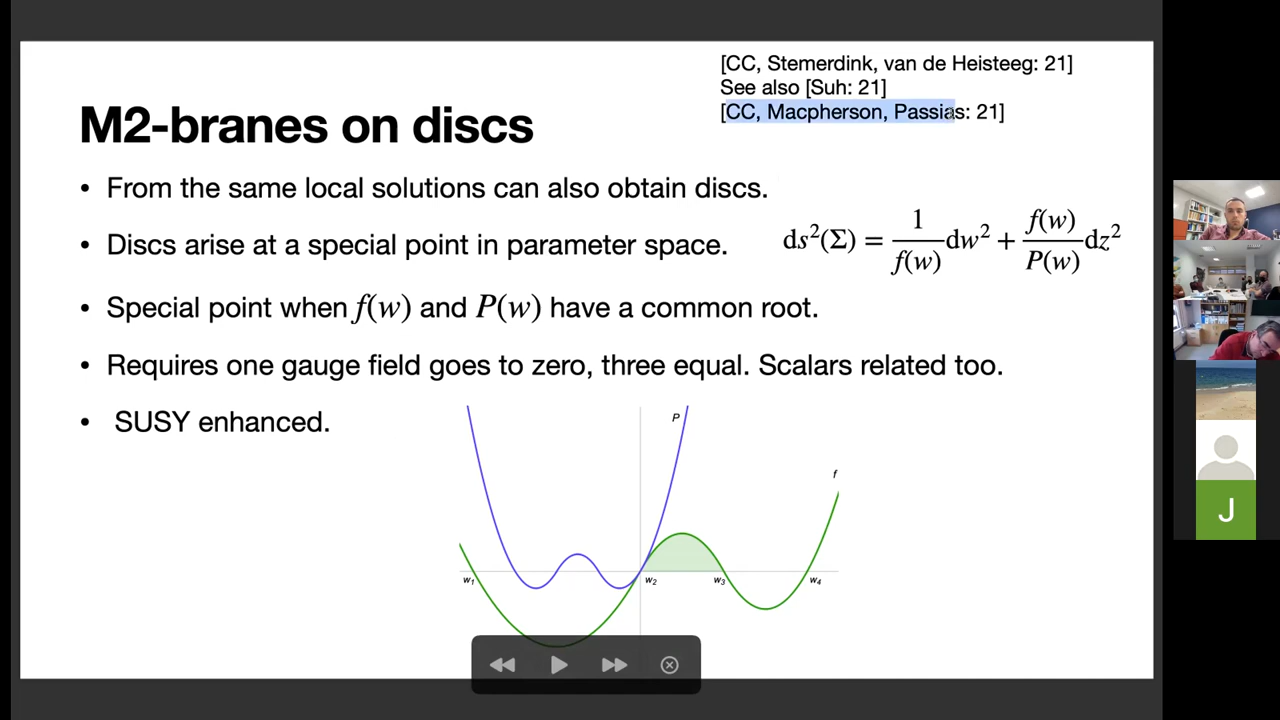 [CC, Stemerdink, van de Heisteeg: 21]
See also [Suh: 21]
[CC, Macpherson, Passias: 21]
M2-branes on discs
• From the same local solutions can also obtain discs.
• Discs arise at a special point in parameter space.
ds²(Σ) = 1/f(w) dw² + f(w)/P(w) dz²
• Special point when f(w) and P(w) have a common root.
• Requires one gauge field goes to zero, three equal. Scalars related too.
• SUSY enhanced.
P
f
w₁ w₂ w₃ w₄
J